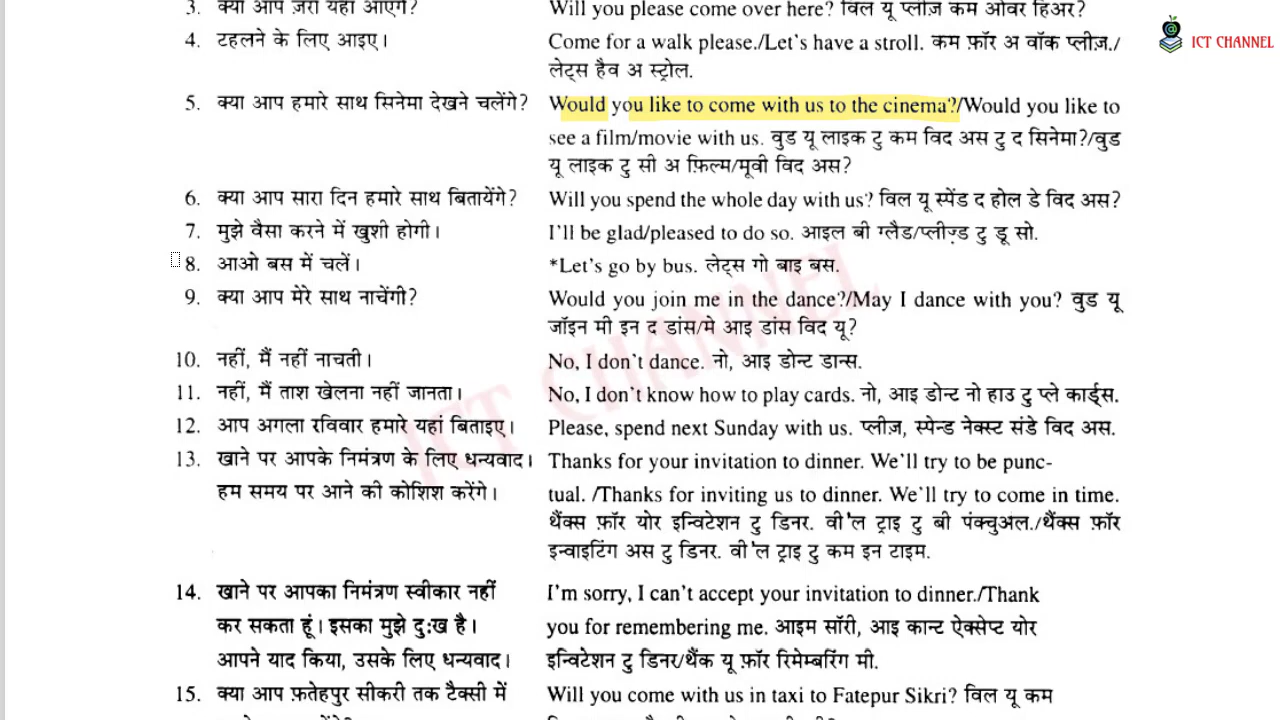 3. क्या आप ज़रा यहां आएंगे? Will you please come over here? विल यू प्लीज़ कम ओवर हिअर?
4. टहलने के लिए आइए। Come for a walk please./Let's have a stroll. कम फ़ॉर अ वॉक प्लीज़./
लेट्स हैव अ स्ट्रोल.
5. क्या आप हमारे साथ सिनेमा देखने चलेंगे? Would you like to come with us to the cinema?/Would you like to
see a film/movie with us. वुड यू लाइक टु कम विद अस टु द सिनेमा?/वुड
यू लाइक टु सी अ फ़िल्म/मूवी विद अस?
6. क्या आप सारा दिन हमारे साथ बितायेंगे? Will you spend the whole day with us? विल यू स्पेंड द होल डे विद अस?
7. मुझे वैसा करने में खुशी होगी। I'll be glad/pleased to do so. आइल बी ग्लैड/प्लीज़्ड टु डू सो.
8. आओ बस में चलें। *Let's go by bus. लेट्स गो बाइ बस.
9. क्या आप मेरे साथ नाचेंगी? Would you join me in the dance?/May I dance with you? वुड यू
जॉइन मी इन द डांस/मे आइ डांस विद यू?
10. नहीं, मैं नहीं नाचती। No, I don't dance. नो, आइ डोन्ट डान्स.
11. नहीं, मैं ताश खेलना नहीं जानता। No, I don't know how to play cards. नो, आइ डोन्ट नो हाउ टु प्ले कार्ड्स.
12. आप अगला रविवार हमारे यहां बिताइए। Please, spend next Sunday with us. प्लीज़, स्पेन्ड नेक्स्ट संडे विद अस.
13. खाने पर आपके निमंत्रण के लिए धन्यवाद। Thanks for your invitation to dinner. We'll try to be punc-
हम समय पर आने की कोशिश करेंगे। tual. /Thanks for inviting us to dinner. We'll try to come in time.
थैंक्स फ़ॉर योर इन्विटेशन टु डिनर. वी'ल ट्राइ टु बी पंक्चुअल./थैंक्स फ़ॉर
इन्वाइटिंग अस टु डिनर. वी'ल ट्राइ टु कम इन टाइम.
14. खाने पर आपका निमंत्रण स्वीकार नहीं I'm sorry, I can't accept your invitation to dinner./Thank
कर सकता हूं। इसका मुझे दुःख है। you for remembering me. आइम सॉरी, आइ कान्ट ऐक्सेप्ट योर
आपने याद किया, उसके लिए धन्यवाद। इन्विटेशन टु डिनर/थैंक यू फ़ॉर रिमेम्बरिंग मी.
15. क्या आप फ़तेहपुर सीकरी तक टैक्सी में Will you come with us in taxi to Fatepur Sikri? विल यू कम
ICT CHANNEL
ICT CHANNEL